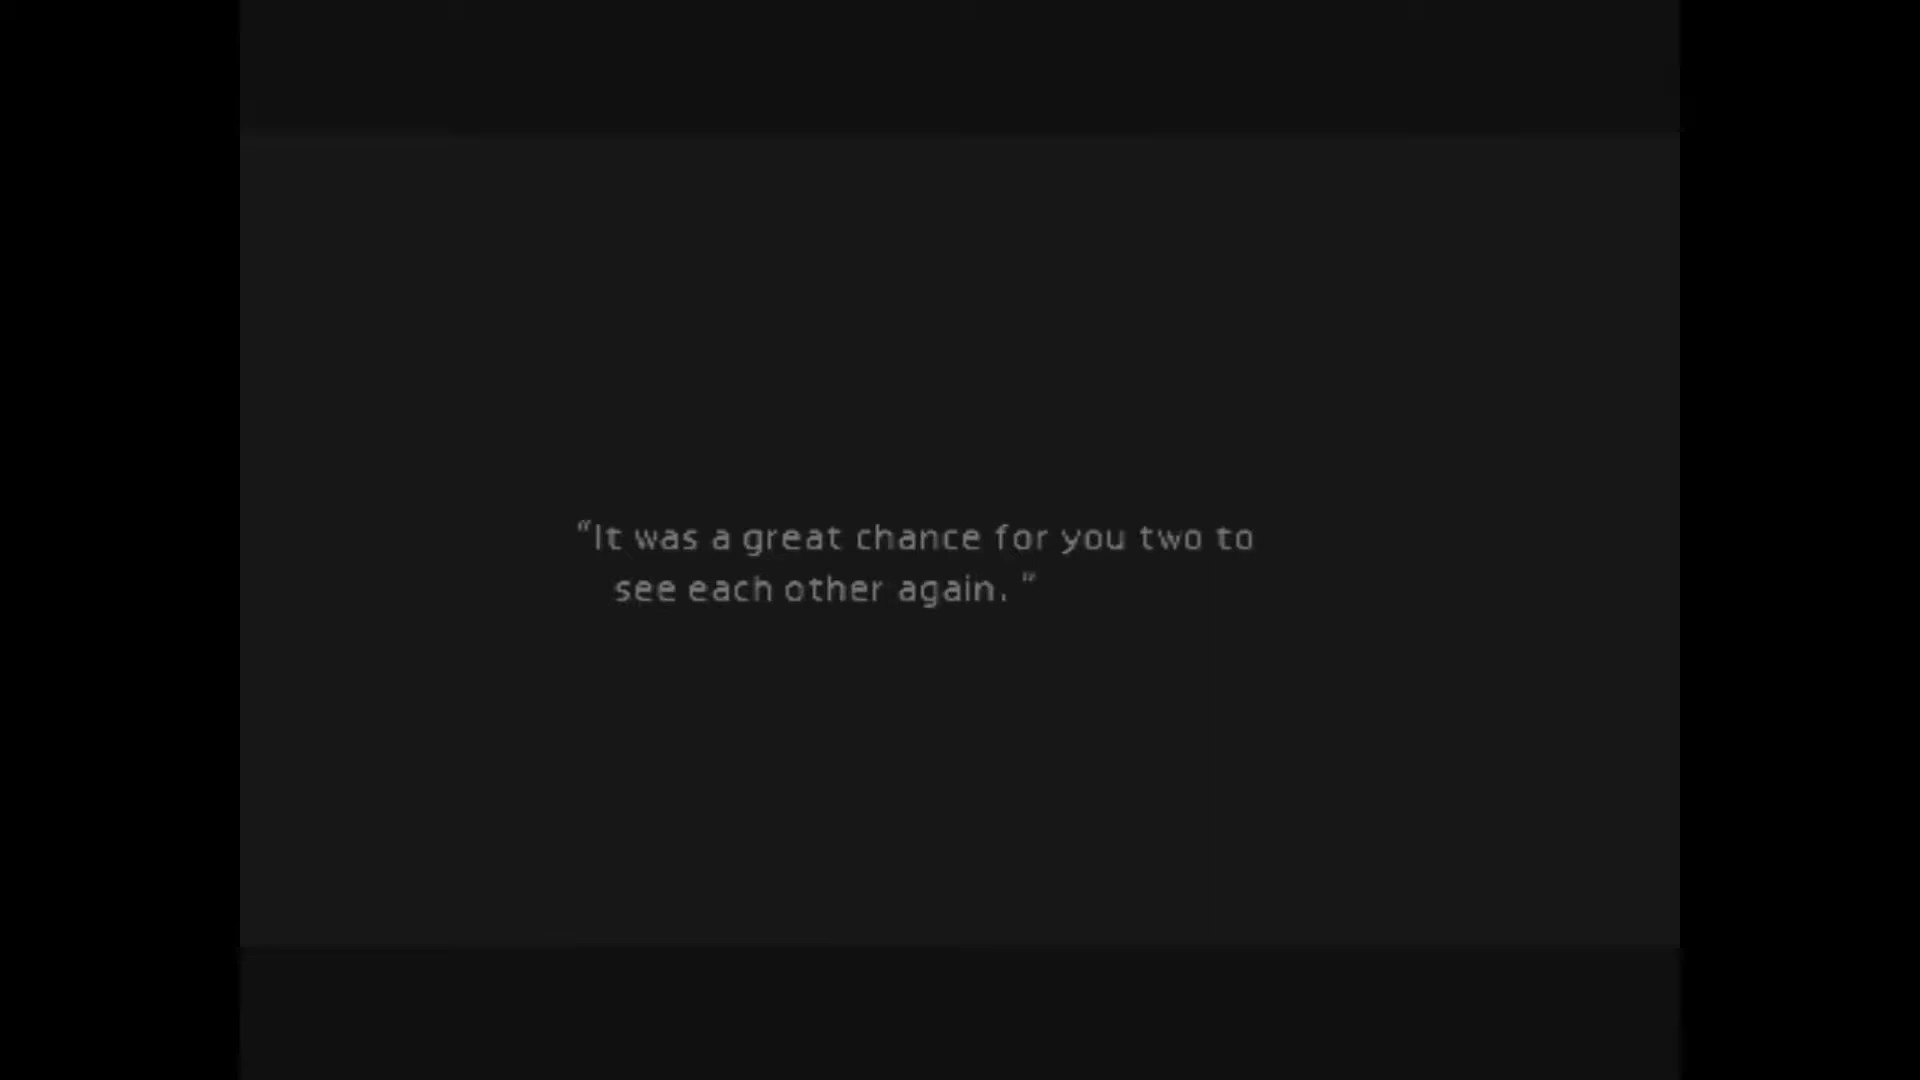 “It was a great chance for you two to
see each other again. ”